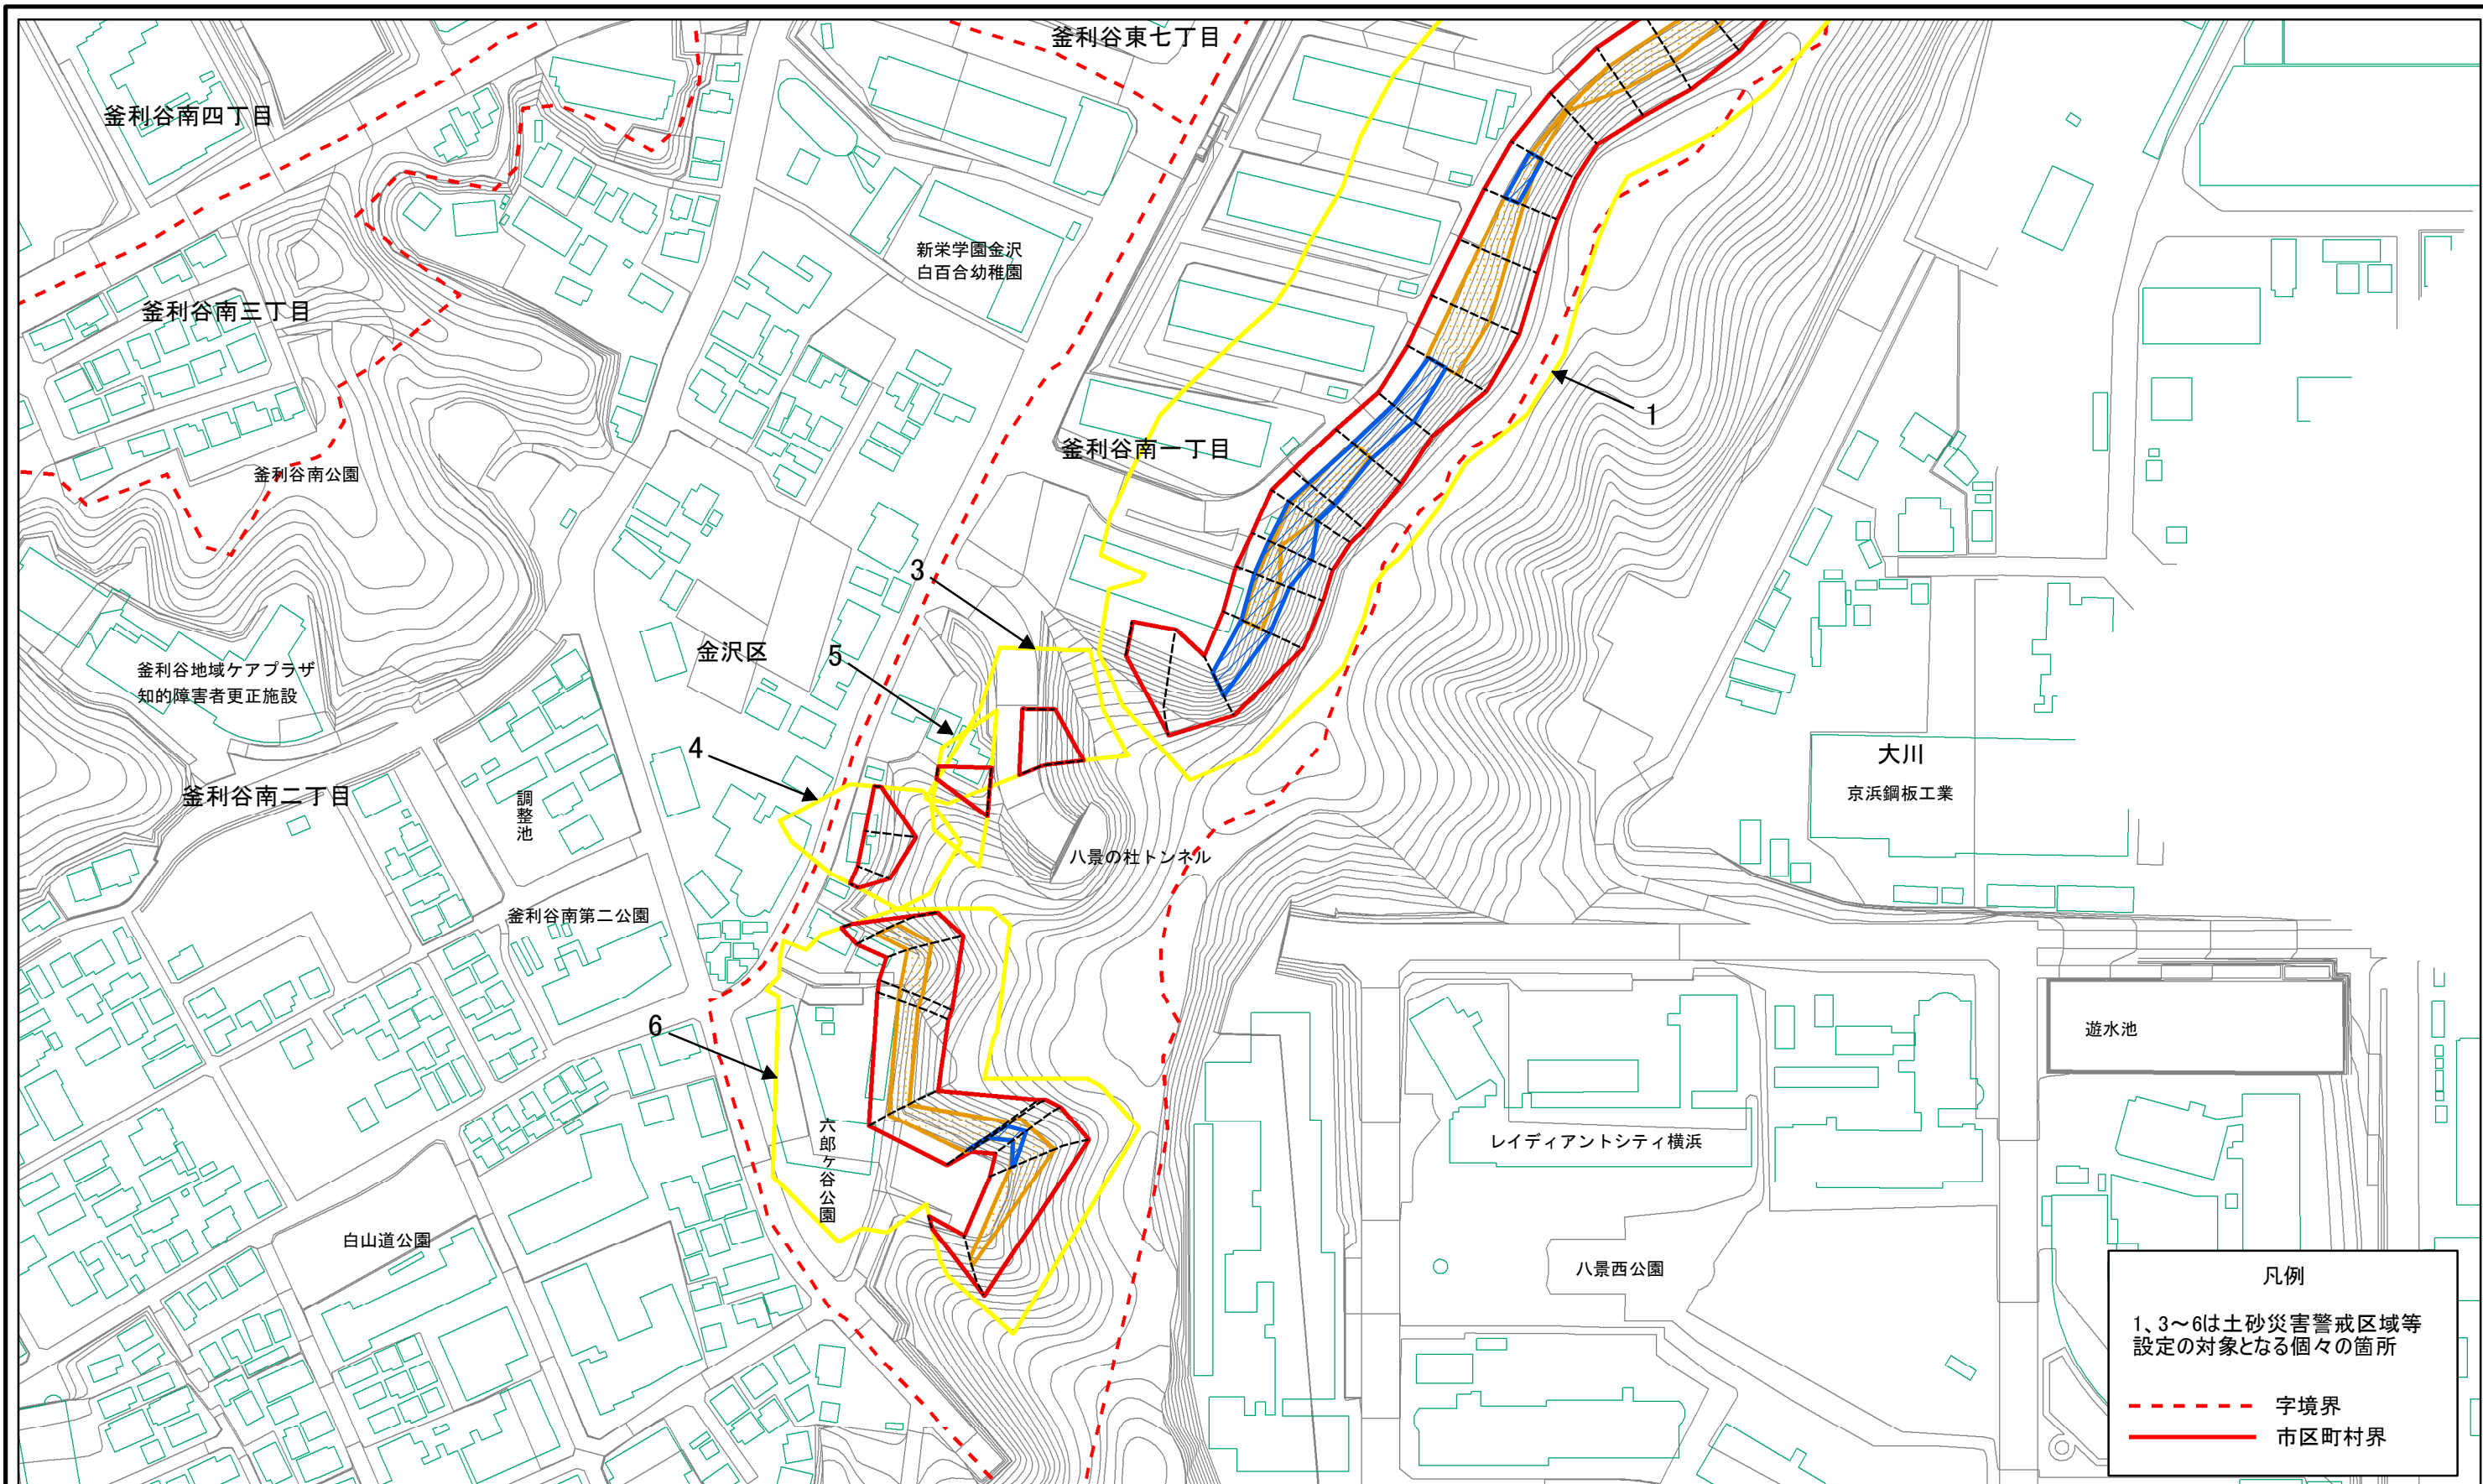 釜利谷東七丁目
釜利谷南四丁目
新栄学園金沢
白百合幼稚園
釜利谷南三丁目
1
釜利谷南一丁目
釜利谷南公園
3
金沢区
5
釜利谷地域ケアプラザ
知的障害者更正施設
4
大川
京浜鋼板工業
釜利谷南二丁目
調整池
八景の杜トンネル
釜利谷南第二公園
6
遊水池
六郎ヶ谷公園
レイディアントシティ横浜
白山道公園
八景西公園
凡例
1、3～6は土砂災害警戒区域等
設定の対象となる個々の箇所
字境界
市区町村界